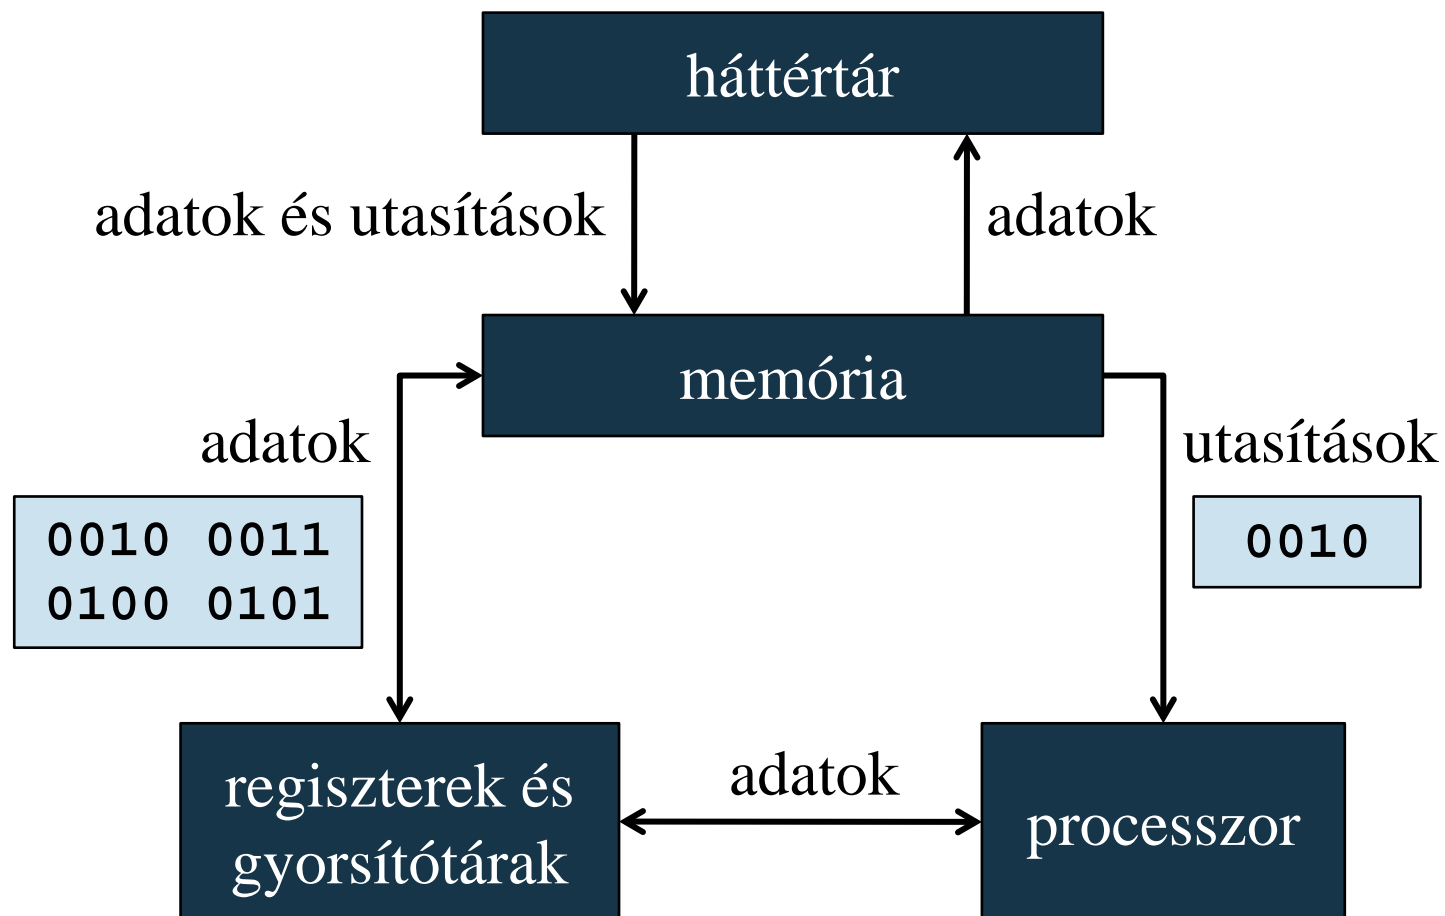 háttértár
adatok és utasítások
adatok
memória
adatok
utasítások
0010 0011
0100 0101
0010
regiszterek és
gyorsítótárak
adatok
processzor